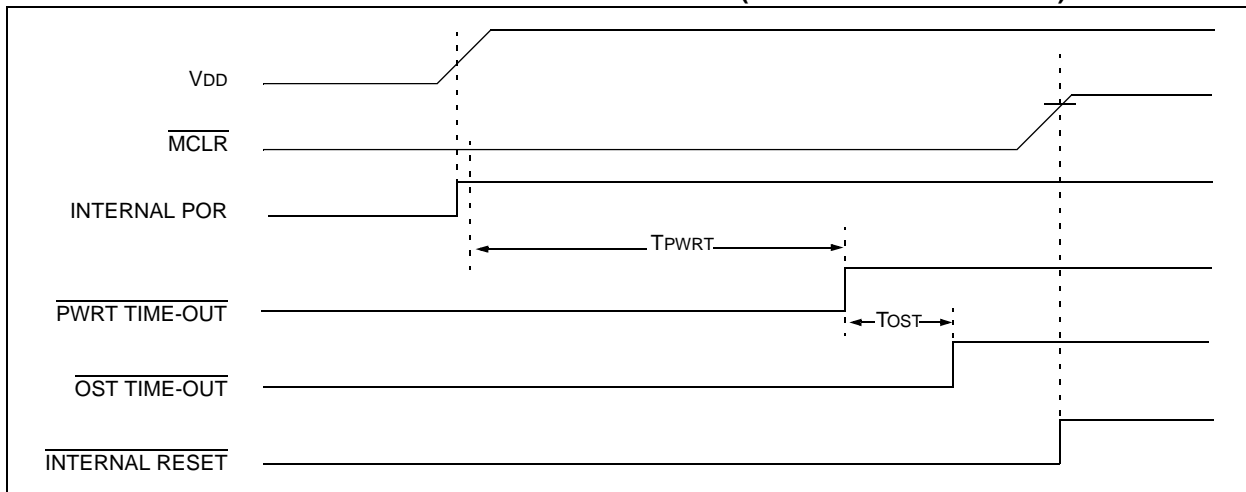 VDD
MCLR
INTERNAL POR
TPWRT
PWRT TIME-OUT
TOST
OST TIME-OUT
INTERNAL RESET